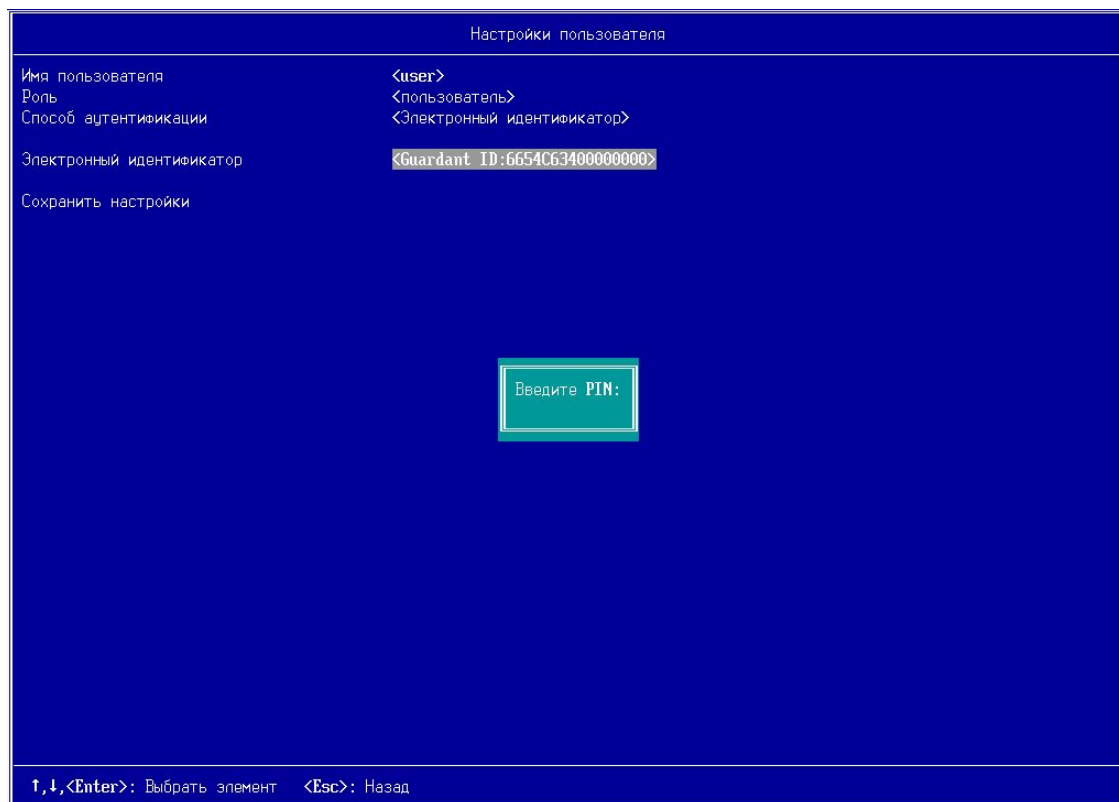 Настройки пользователя
Имя пользователя <user>
Роль <пользователь>
Способ аутентификации <Электронный идентификатор>
Электронный идентификатор <Guardant ID:6654C63400000000>
Сохранить настройки
Введите PIN:
↑,↓,<Enter>: Выбрать элемент <Esc>: Назад